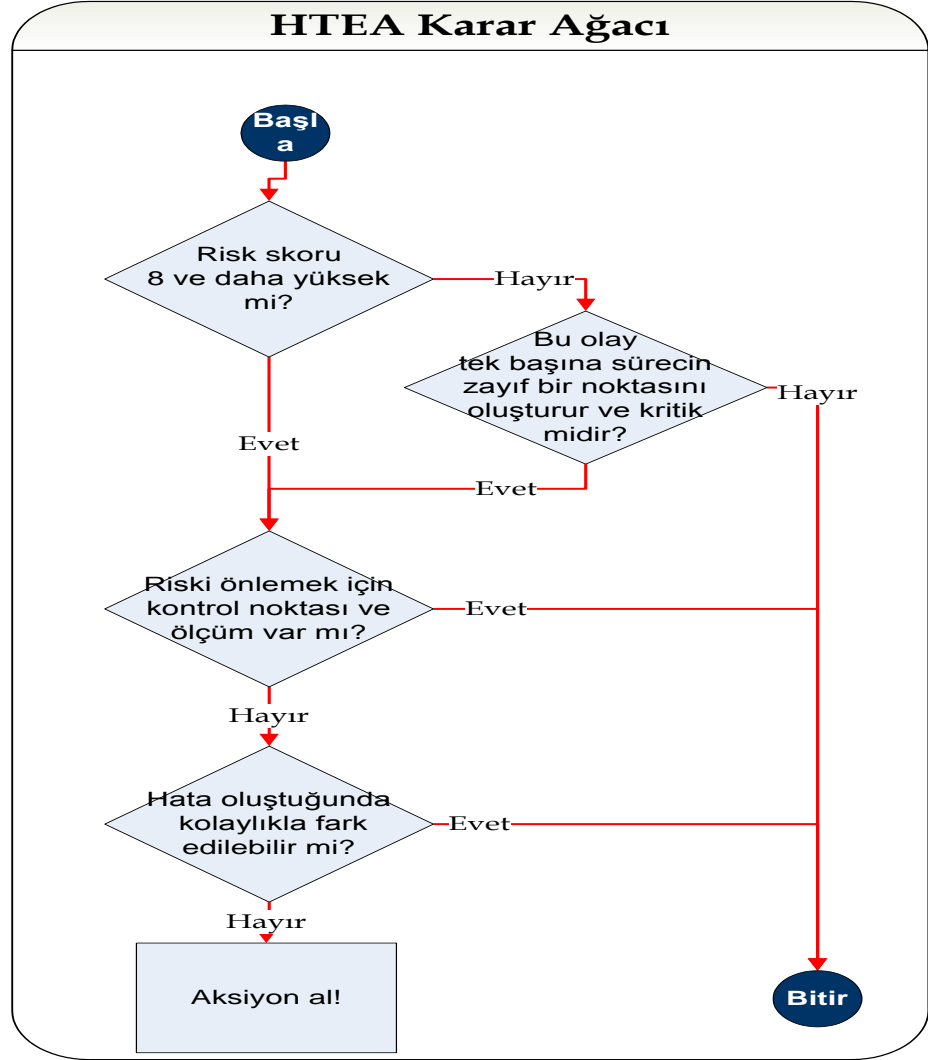 HTEA Karar Ağacı
Başl
a
Risk skoru
8 ve daha yüksek
mi?
Hayır
Bu olay
tek başına sürecin
zayıf bir noktasını
oluşturur ve kritik
midir?
Hayır
Evet
Evet
Riski önlemek için
kontrol noktası ve
ölçüm var mı?
Evet
Hayır
Hata oluştuğunda
kolaylıkla fark
edilebilir mi?
Evet
Hayır
Aksiyon al!
Bitir